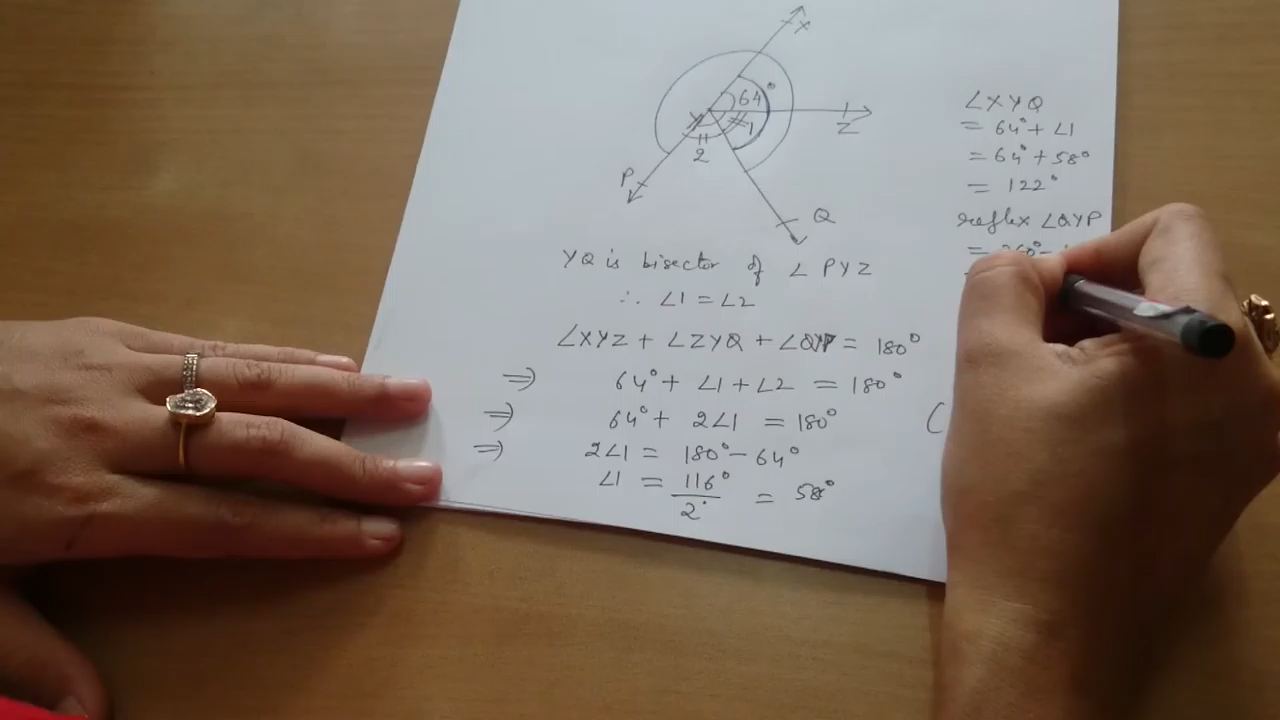 X
64°
Y
1
Z
2
P
Q
YQ is bisector of ∠PYZ
∴ ∠1 = ∠2
∠XYZ + ∠ZYQ + ∠QYP = 180°
⇒ 64° + ∠1 + ∠2 = 180°
⇒ 64° + 2∠1 = 180°
(
⇒ 2∠1 = 180° - 64°
∠1 = 116°/2 = 58°
∠XYQ
= 64° + ∠1
= 64° + 58°
= 122°
reflex ∠QYP
= 360° -